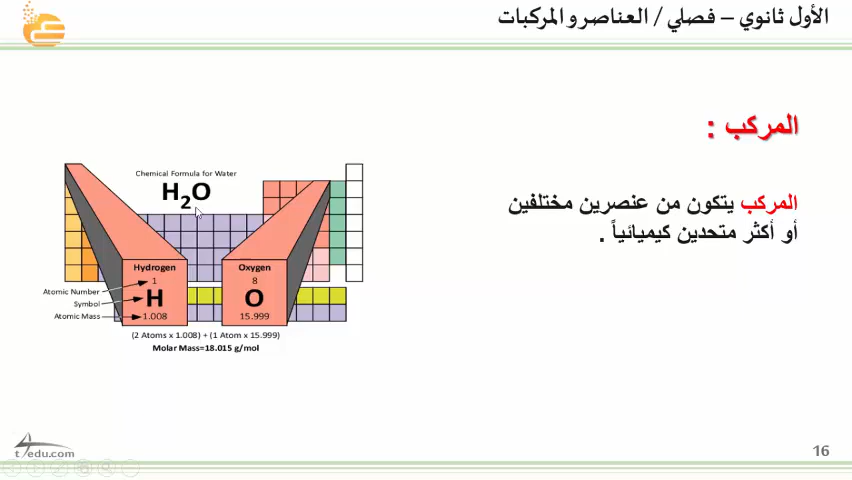 الأول ثانوي – فصلي / العناصر و المركبات
المركب :
المركب يتكون من عنصرين مختلفين
أو أكثر متحدين كيميائياً .
Chemical Formula for Water
H₂O
Hydrogen
1
H
1.008
Oxygen
8
O
15.999
Atomic Number
Symbol
Atomic Mass
(2 Atoms x 1.008) + (1 Atom x 15.999)
Molar Mass=18.015 g/mol
t4edu.com
16